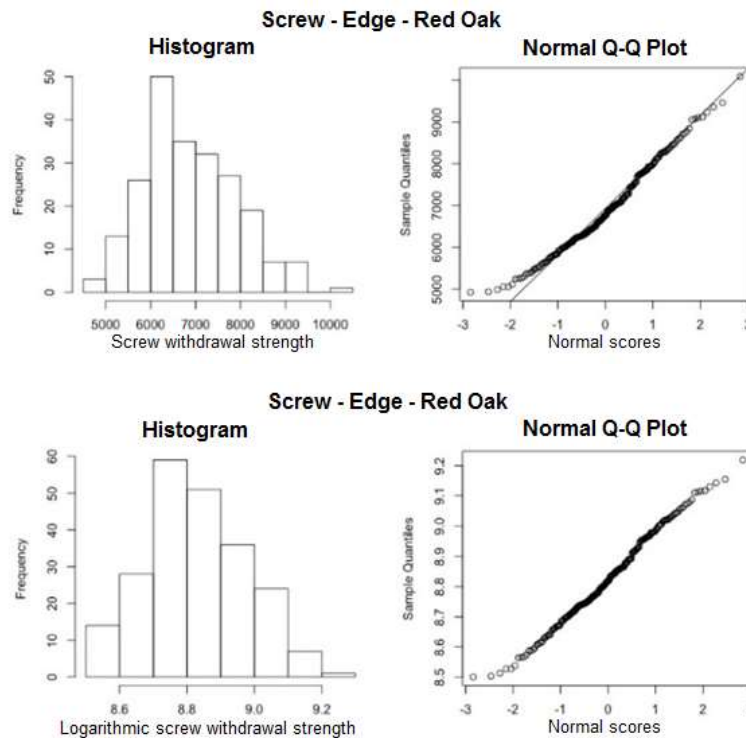 Screw - Edge - Red Oak
Histogram
Normal Q-Q Plot
Frequency
0 10 20 30 40 50
5000 6000 7000 8000 9000 10000
Screw withdrawal strength
Sample Quantiles
5000 6000 7000 8000 9000
-3 -2 -1 0 1 2 3
Normal scores
Screw - Edge - Red Oak
Histogram
Normal Q-Q Plot
Frequency
0 10 20 30 40 50 60
8.6 8.8 9.0 9.2
Logarithmic screw withdrawal strength
Sample Quantiles
8.5 8.6 8.7 8.8 8.9 9.0 9.1 9.2
-3 -2 -1 0 1 2 3
Normal scores